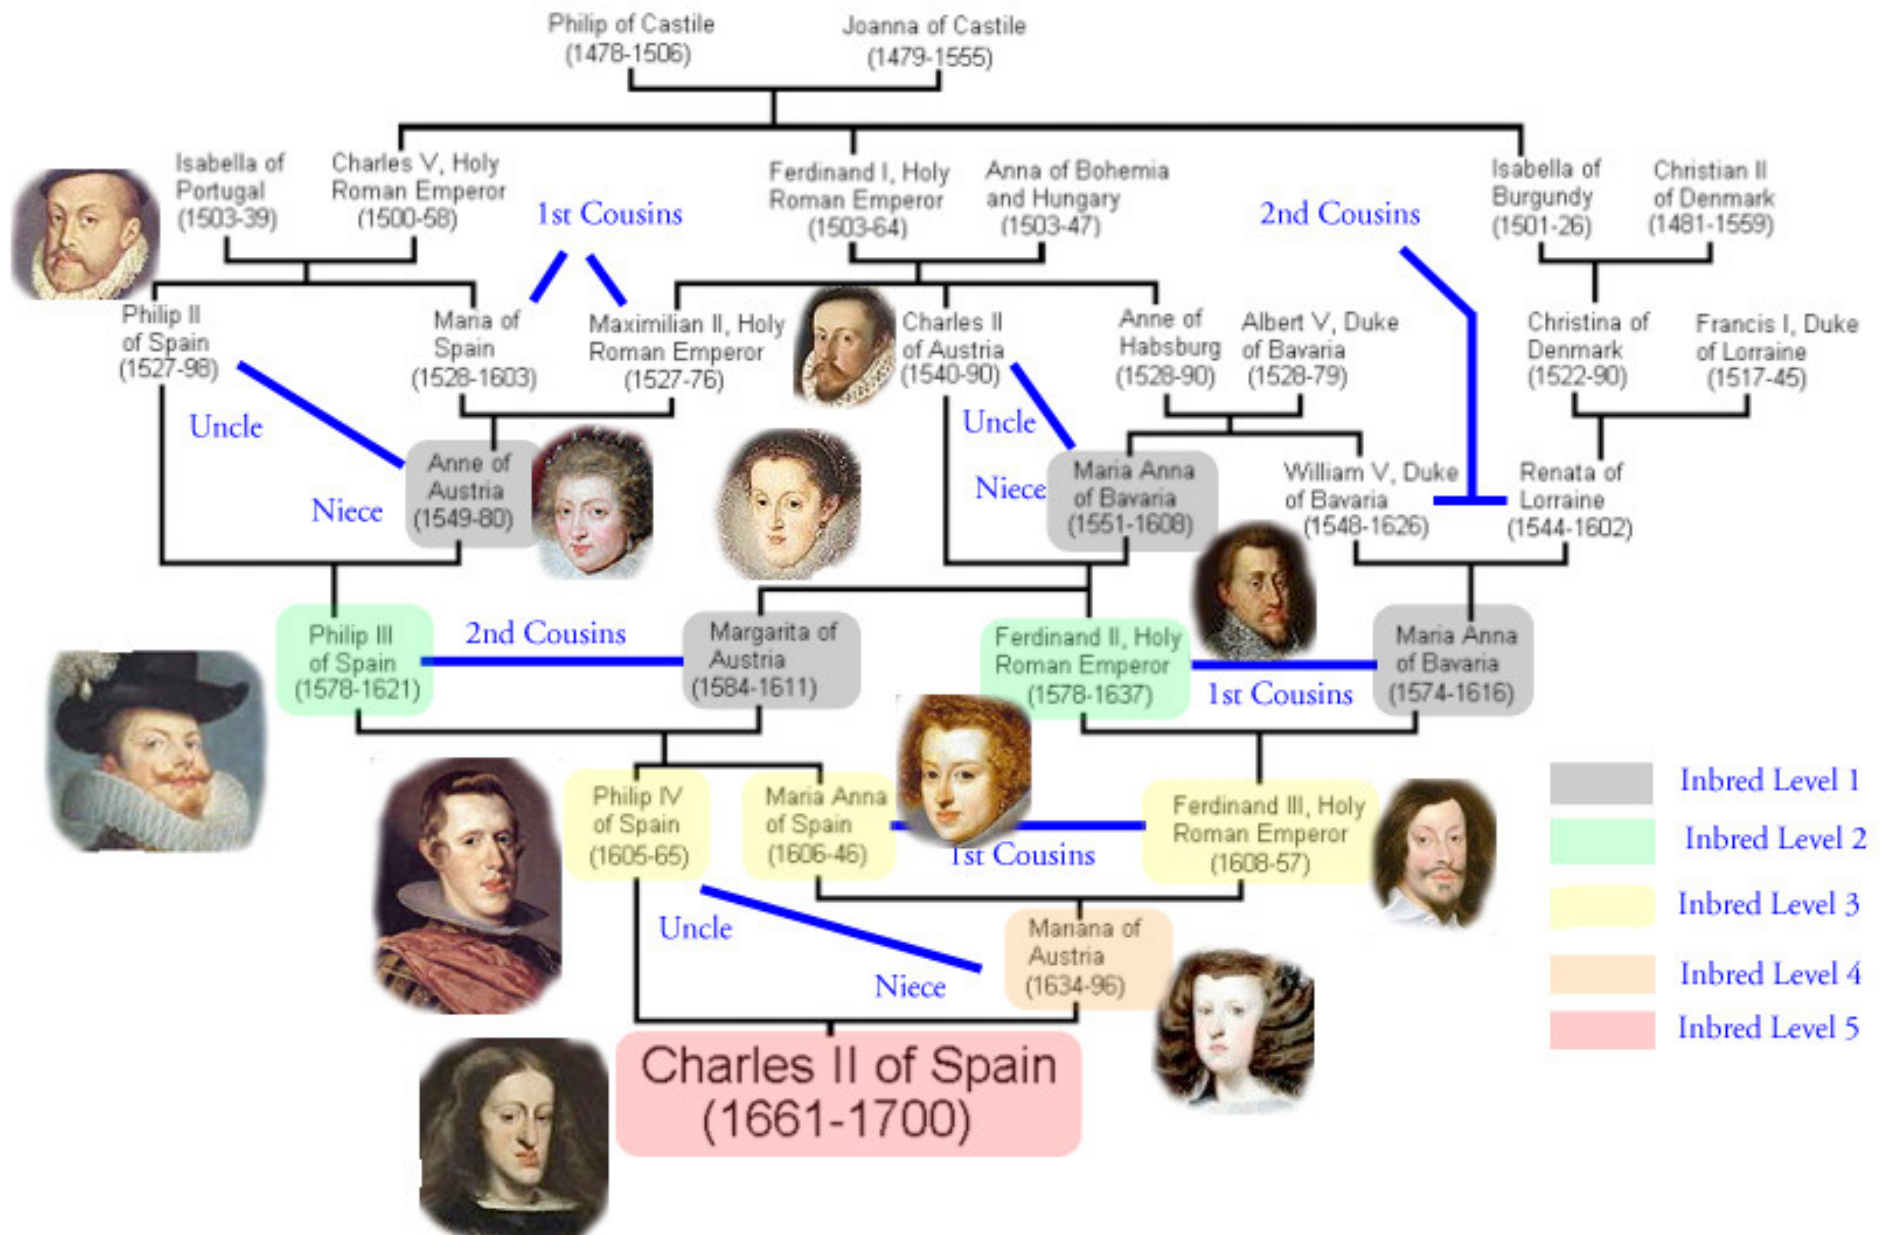 Philip of Castile
(1478-1506)
Joanna of Castile
(1479-1555)
Isabella of
Portugal
(1503-39)
Charles V, Holy
Roman Emperor
(1500-58)
1st Cousins
Ferdinand I, Holy
Roman Emperor
(1503-64)
Anna of Bohemia
and Hungary
(1503-47)
2nd Cousins
Isabella of
Burgundy
(1501-26)
Christian II
of Denmark
(1481-1559)
Philip II
of Spain
(1527-98)
Maria of
Spain
(1528-1603)
Maximilian II, Holy
Roman Emperor
(1527-76)
Charles II
of Austria
(1540-90)
Anne of
Habsburg
(1528-90)
Albert V, Duke
of Bavaria
(1528-79)
Christina of
Denmark
(1522-90)
Francis I, Duke
of Lorraine
(1517-45)
Uncle
Niece
Anne of
Austria
(1549-80)
Uncle
Niece
Maria Anna
of Bavaria
(1551-1608)
William V, Duke
of Bavaria
(1548-1626)
Renata of
Lorraine
(1544-1602)
Philip III
of Spain
(1578-1621)
2nd Cousins
Margarita of
Austria
(1584-1611)
Ferdinand II, Holy
Roman Emperor
(1578-1637)
1st Cousins
Maria Anna
of Bavaria
(1574-1616)
Philip IV
of Spain
(1605-65)
Maria Anna
of Spain
(1606-46)
1st Cousins
Ferdinand III, Holy
Roman Emperor
(1608-57)
Uncle
Niece
Mariana of
Austria
(1634-96)
Charles II of Spain
(1661-1700)
Inbred Level 1
Inbred Level 2
Inbred Level 3
Inbred Level 4
Inbred Level 5